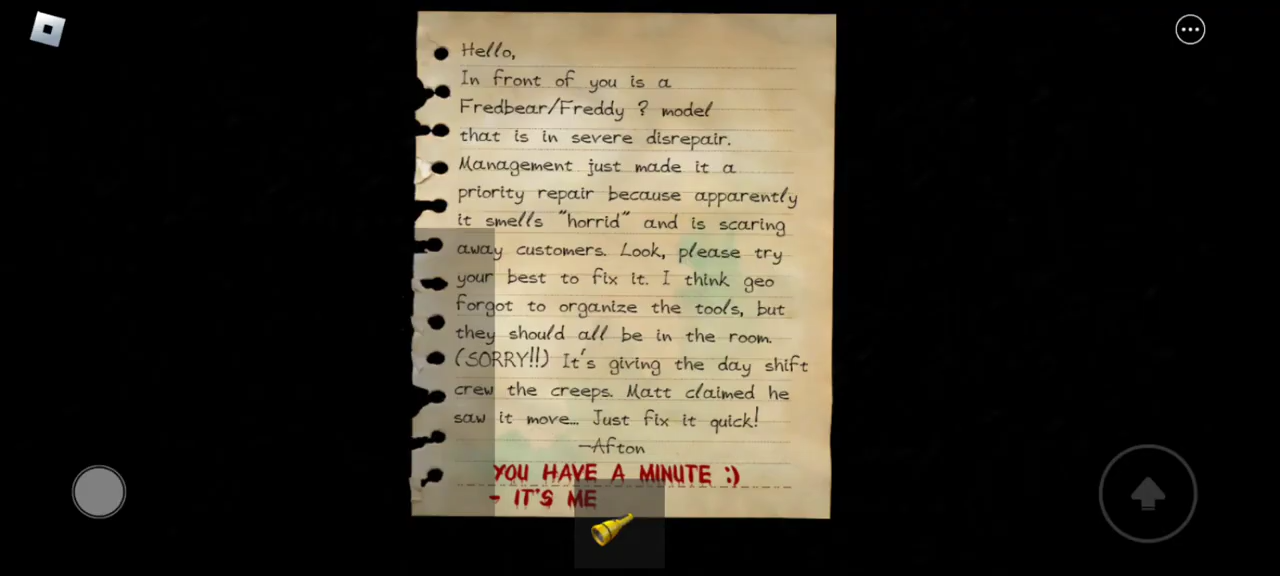 Hello,
In front of you is a
Fredbear/Freddy ? model
that is in severe disrepair.
Management just made it a
priority repair because apparently
it smells "horrid" and is scaring
away customers. Look, please try
your best to fix it. I think geo
forgot to organize the tools, but
they should all be in the room.
(SORRY!!) It's giving the day shift
crew the creeps. Matt claimed he
saw it move... Just fix it quick!
-Afton
YOU HAVE A MINUTE :)
- IT'S ME